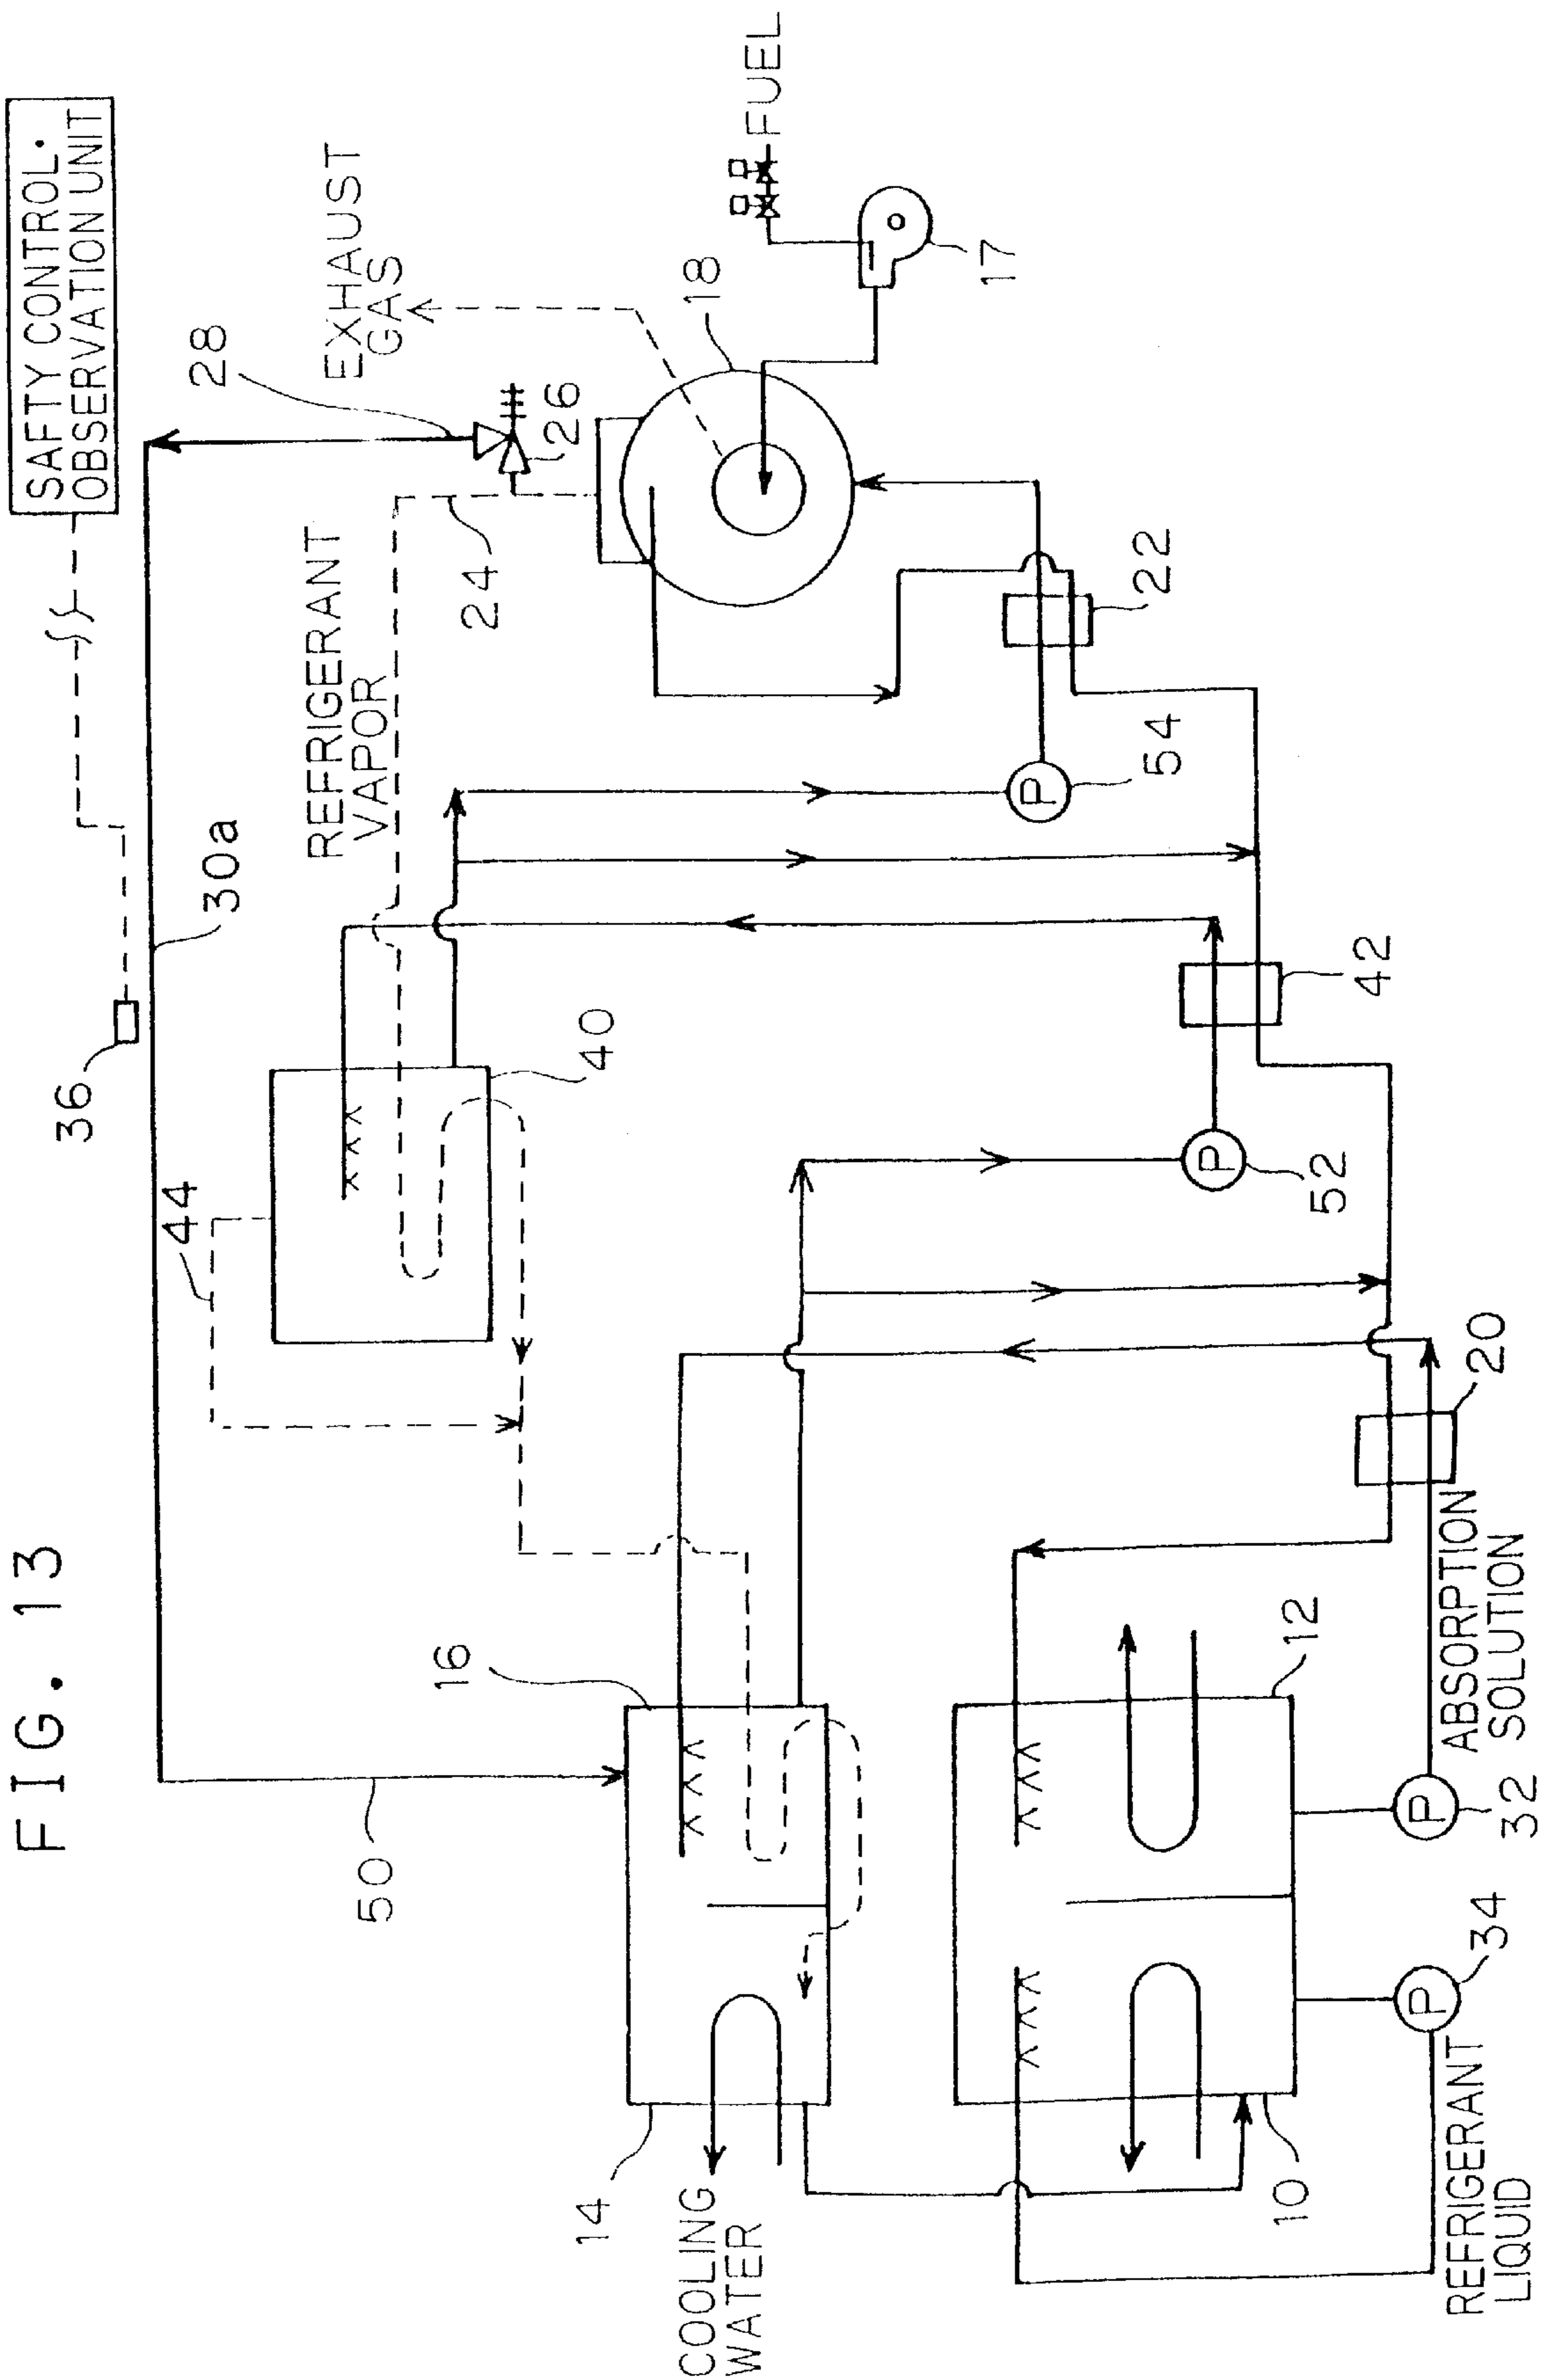 FIG. 13
SAFTY CONTROL·
OBSERVATION UNIT
36
30a
28
EXHAUST
GAS
26
24
REFRIGERANT
VAPOR
44
40
50
18
FUEL
17
22
54
42
52
16
14
COOLING
WATER
20
12
10
ABSORPTION
SOLUTION
32
34
REFRIGERANT
LIQUID
P
P
P
P